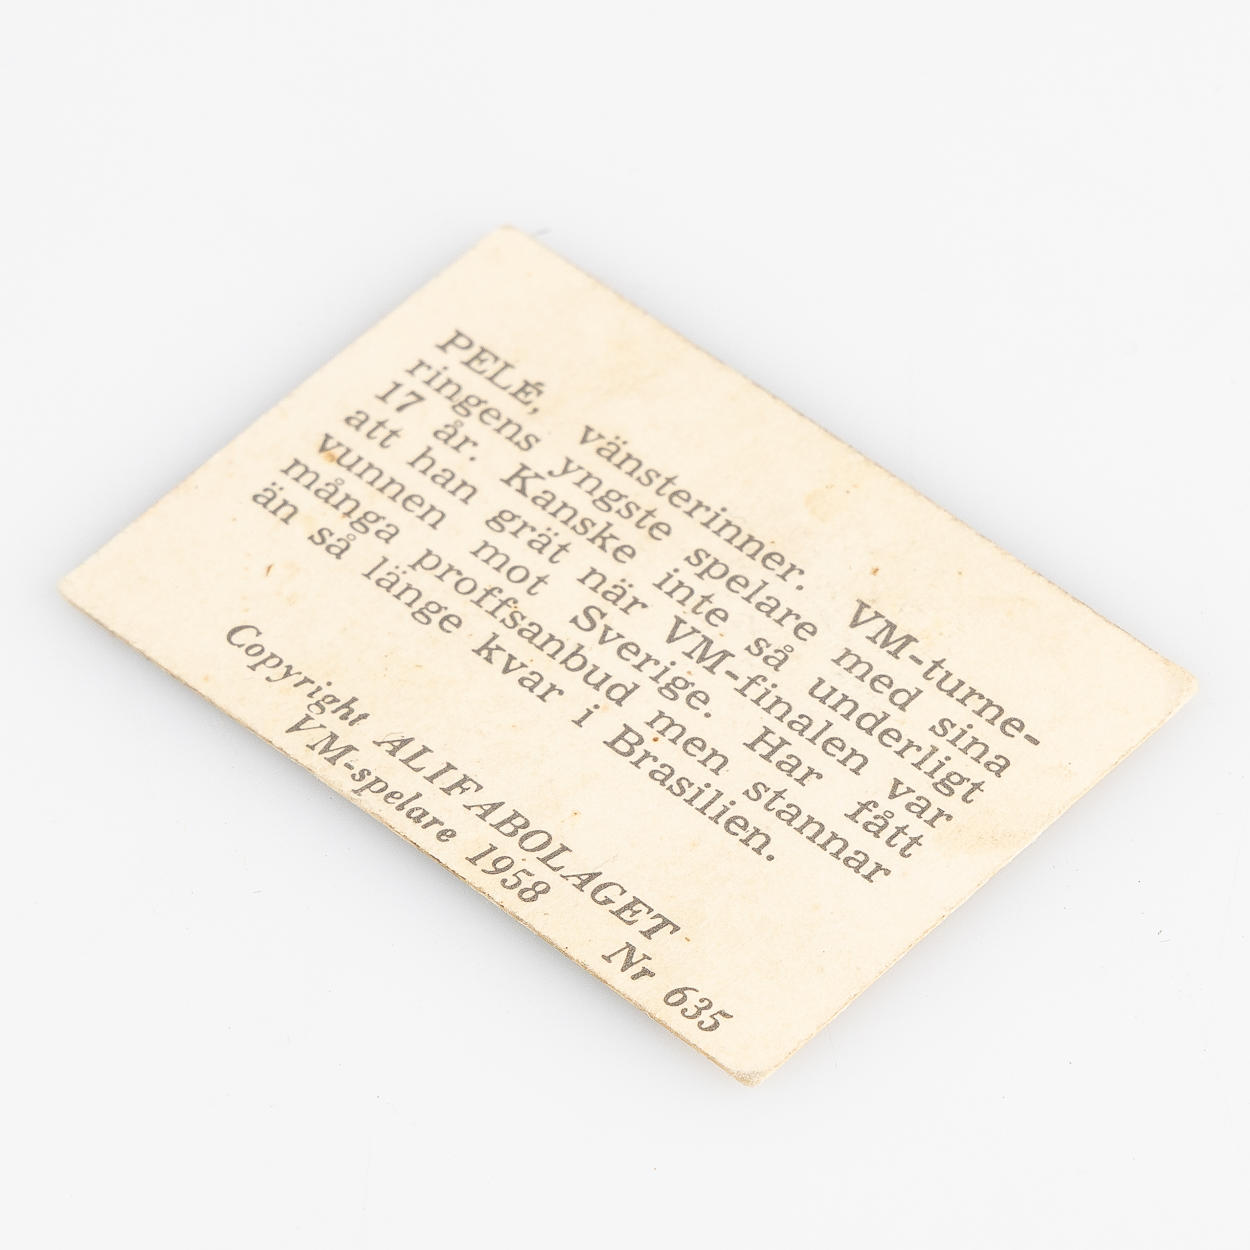 PELÉ, vänsterinner. VM-turne-
ringens yngste spelare med sina
17 år. Kanske inte så underligt
att han grät när VM-finalen var
vunnen mot Sverige. Har fått
många proffsanbud men stannar
än så länge kvar i Brasilien.
Copyright ALIFABOLAGET
VM-spelare 1958 Nr 635